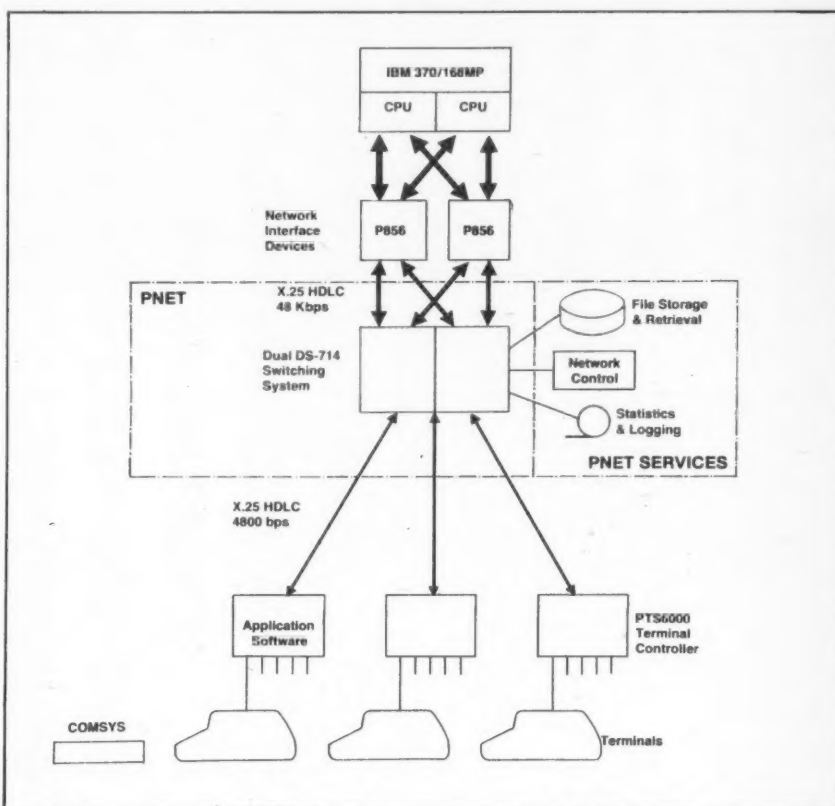 IBM 370/168MP
CPU
CPU
Network
Interface
Devices
P856
P856
PNET
X.25 HDLC
48 Kbps
File Storage
& Retrieval
Dual DS-714
Switching
System
Network
Control
Statistics
& Logging
PNET SERVICES
X.25 HDLC
4800 bps
Application
Software
PTS6000
Terminal
Controller
COMSYS
Terminals